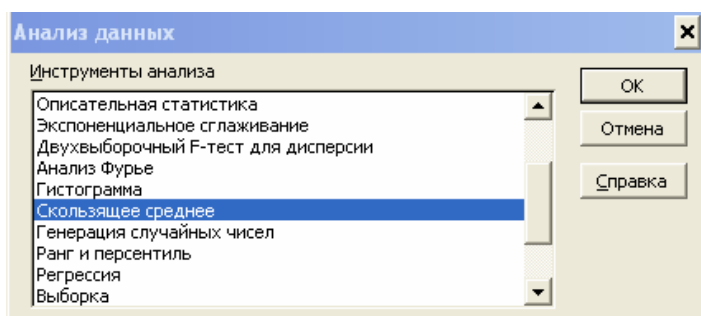 Анализ данных
Инструменты анализа
Описательная статистика
Экспоненциальное сглаживание
Двухвыборочный F-тест для дисперсии
Анализ Фурье
Гистограмма
Скользящее среднее
Генерация случайных чисел
Ранг и персентиль
Регрессия
Выборка
ОК
Отмена
Справка